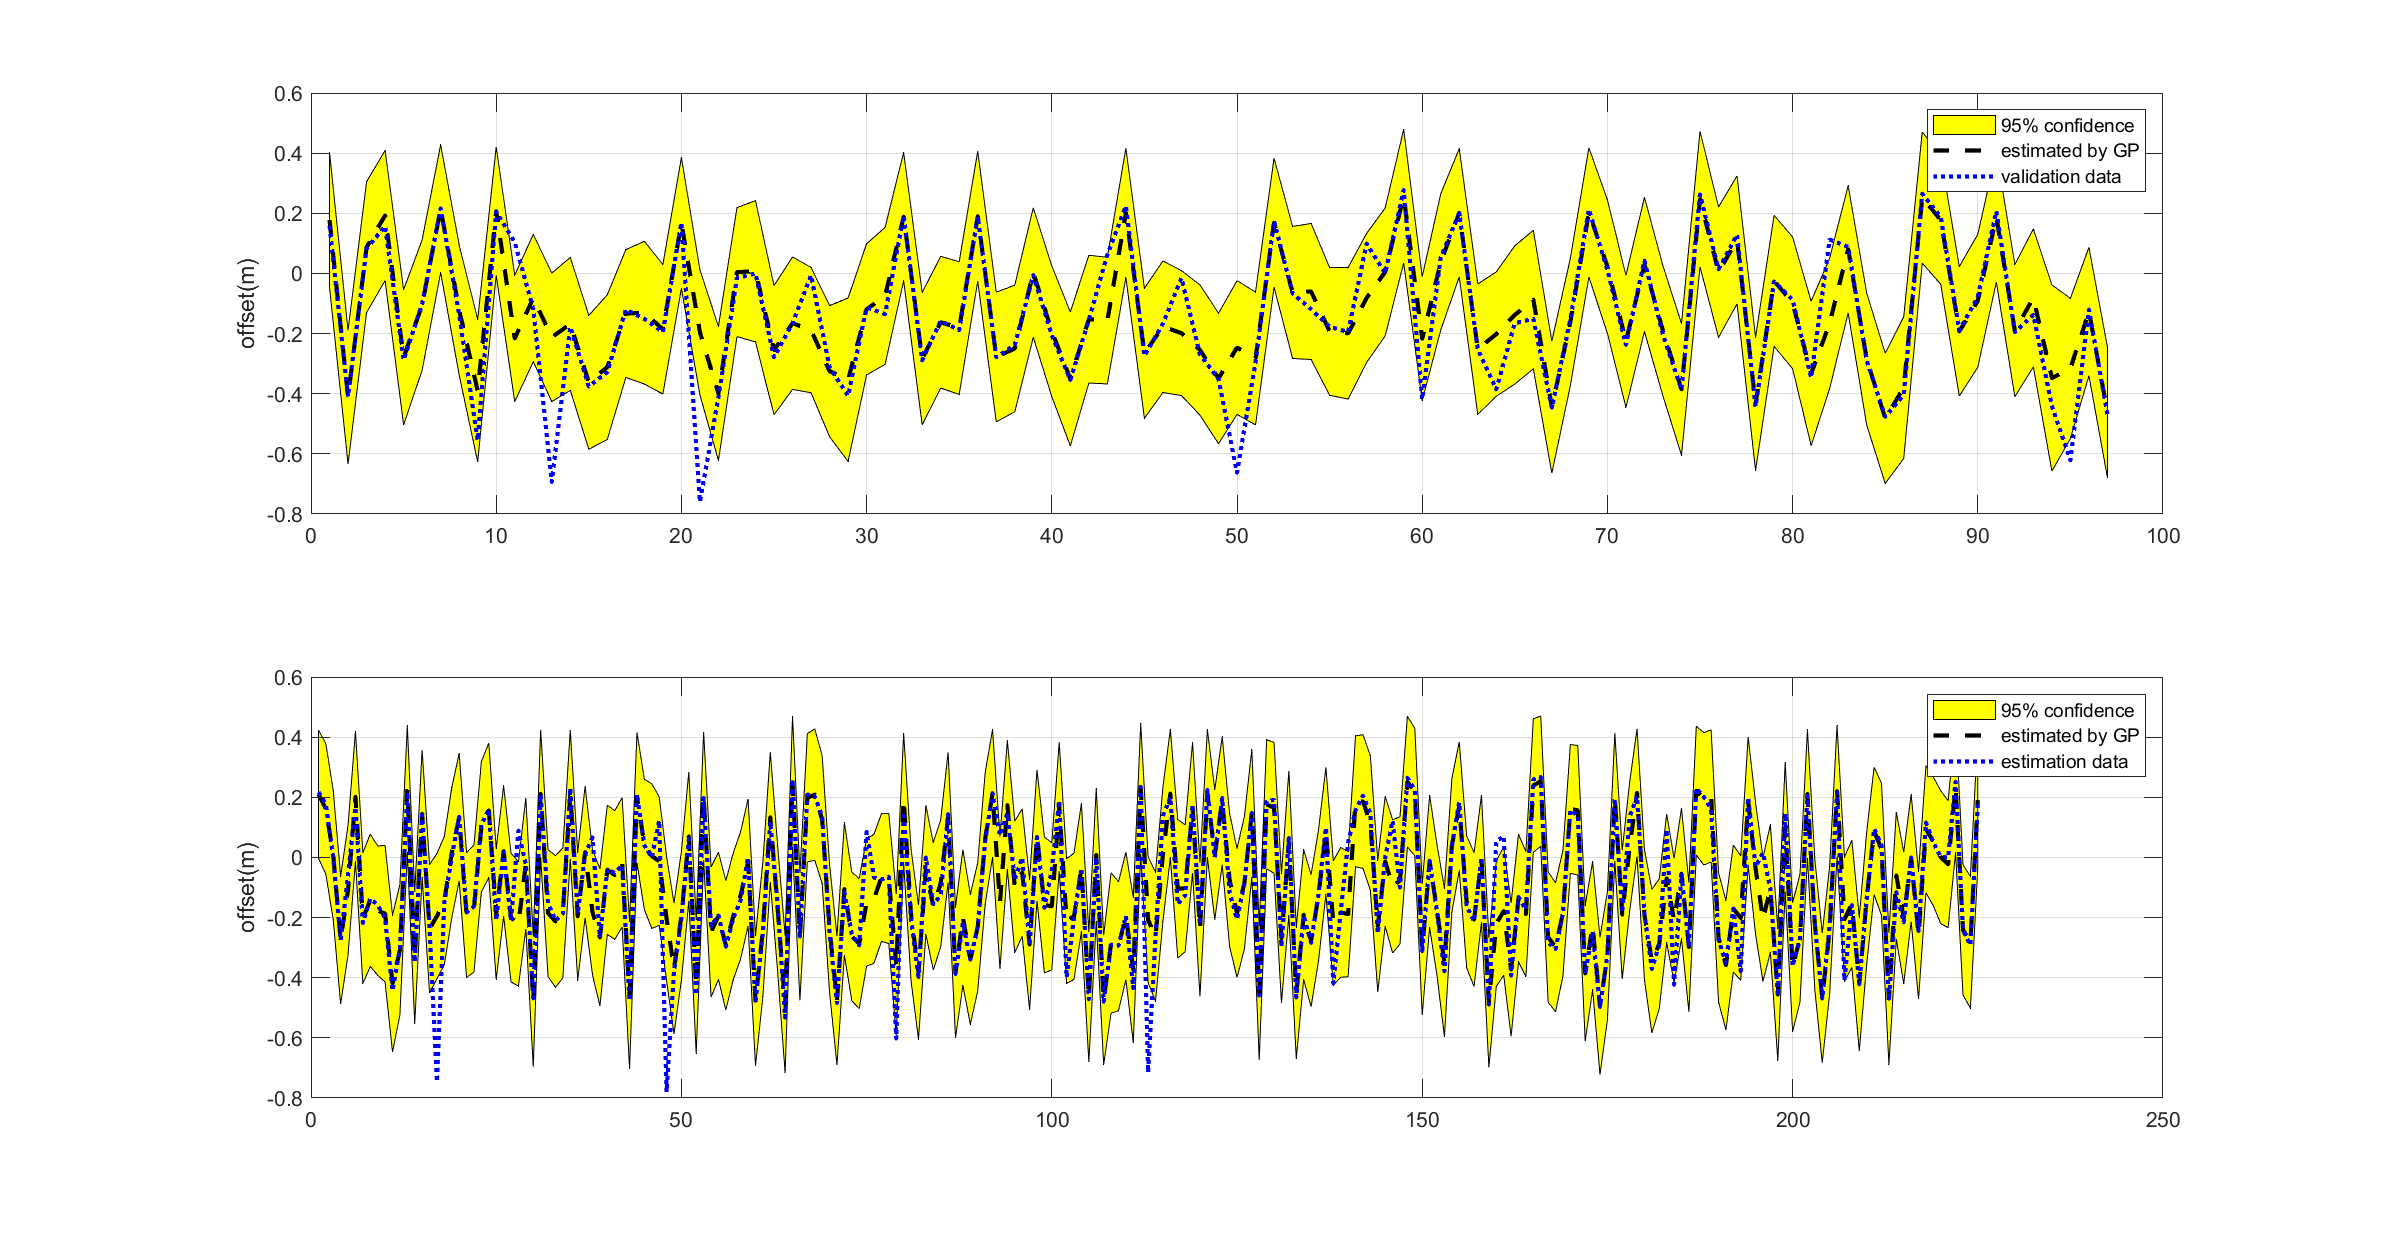 0.6
0.4
0.2
0
-0.2
-0.4
-0.6
-0.8
offset(m)
0 10 20 30 40 50 60 70 80 90 100
95% confidence
estimated by GP
validation data
0.6
0.4
0.2
0
-0.2
-0.4
-0.6
-0.8
offset(m)
0 50 100 150 200 250
95% confidence
estimated by GP
estimation data